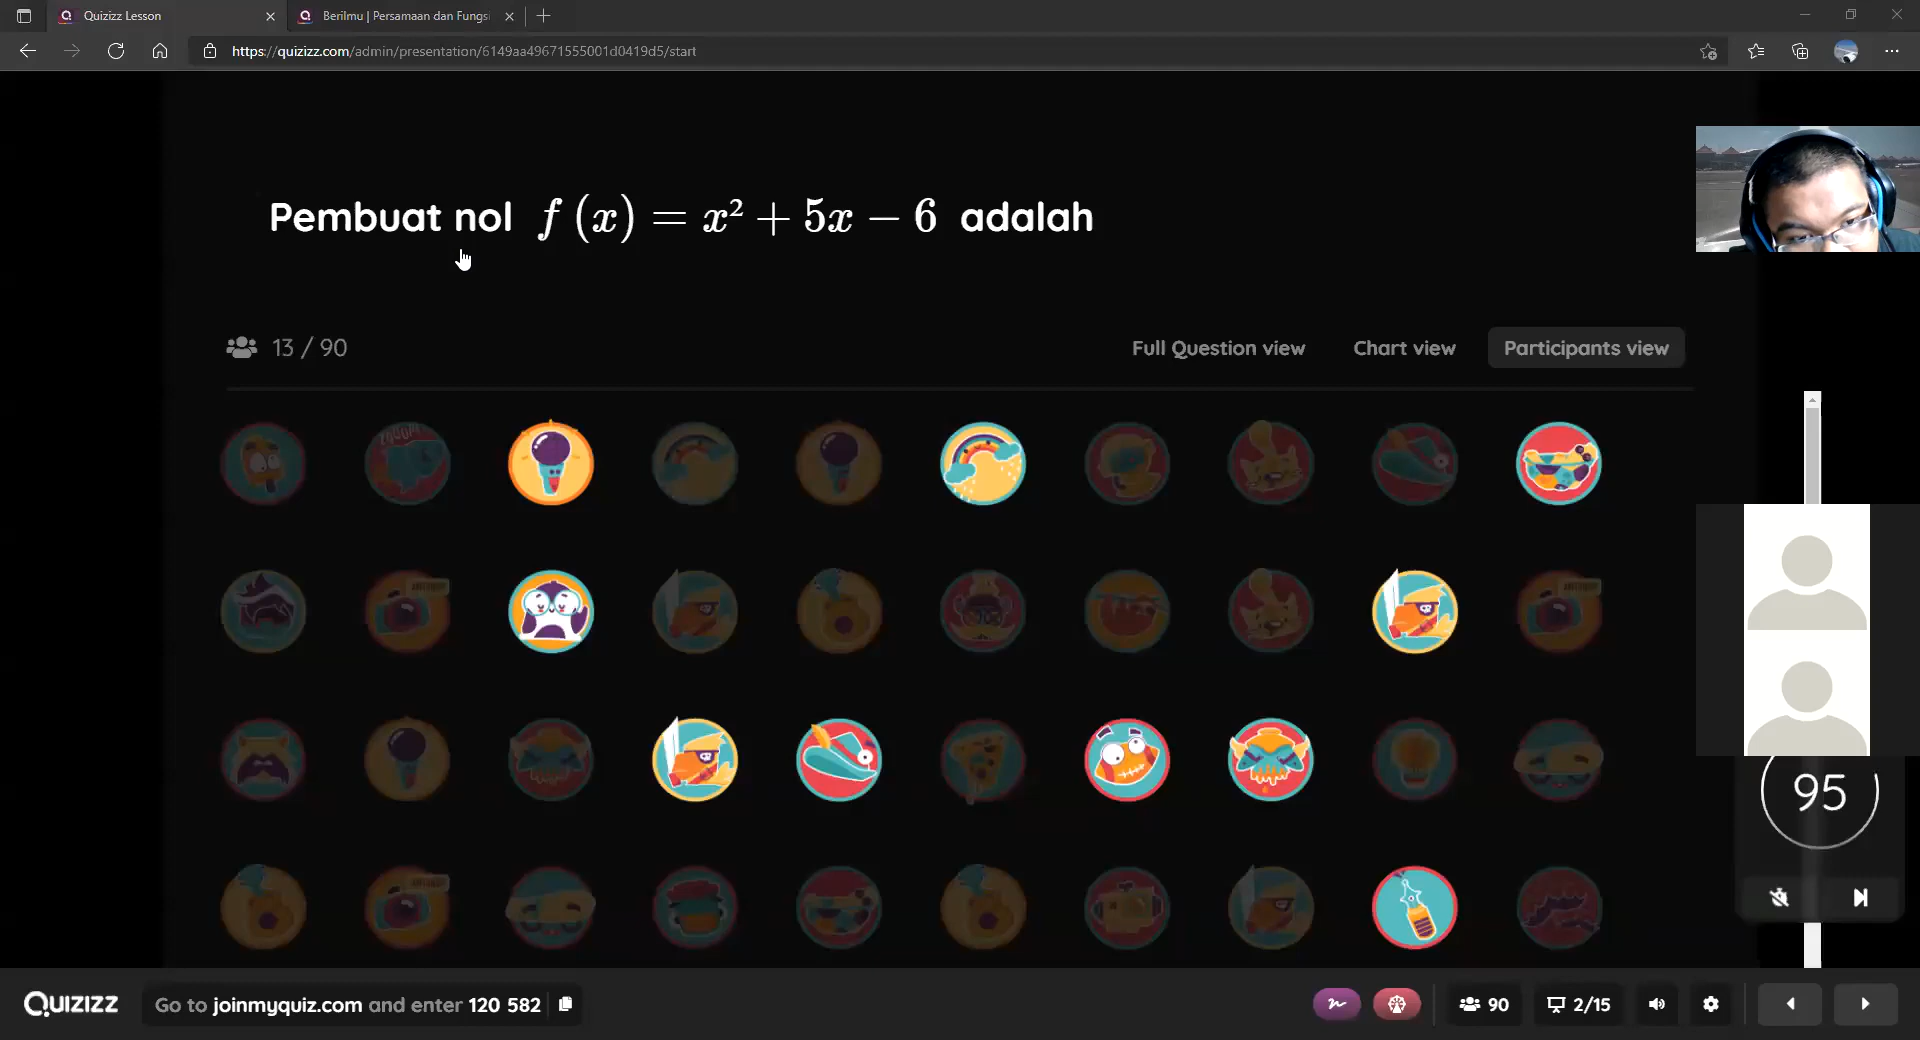 Quizizz Lesson
Berilmu | Persamaan dan Fungsi
https://quizizz.com/admin/presentation/6149aa49671555001d0419d5/start
Pembuat nol f(x) = x² + 5x − 6 adalah
13 / 90
Full Question view
Chart view
Participants view
95
QUIZIZZ
Go to joinmyquiz.com and enter 120 582
90
2/15